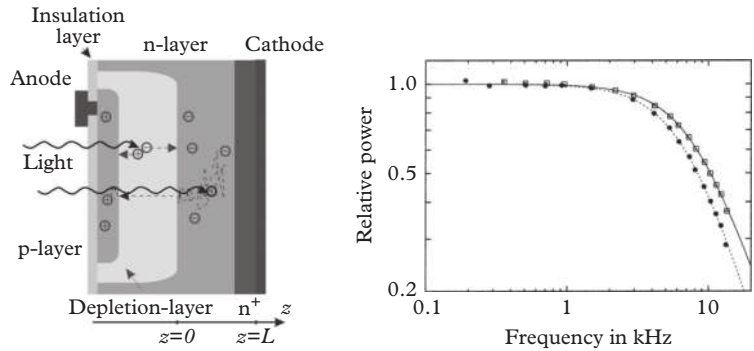 Insulation
layer
n-layer
Cathode
Anode
Light
p-layer
Depletion-layer
n+
z
z=0
z=L
Relative power
1.0
0.5
0.2
0.1
1
10
Frequency in kHz